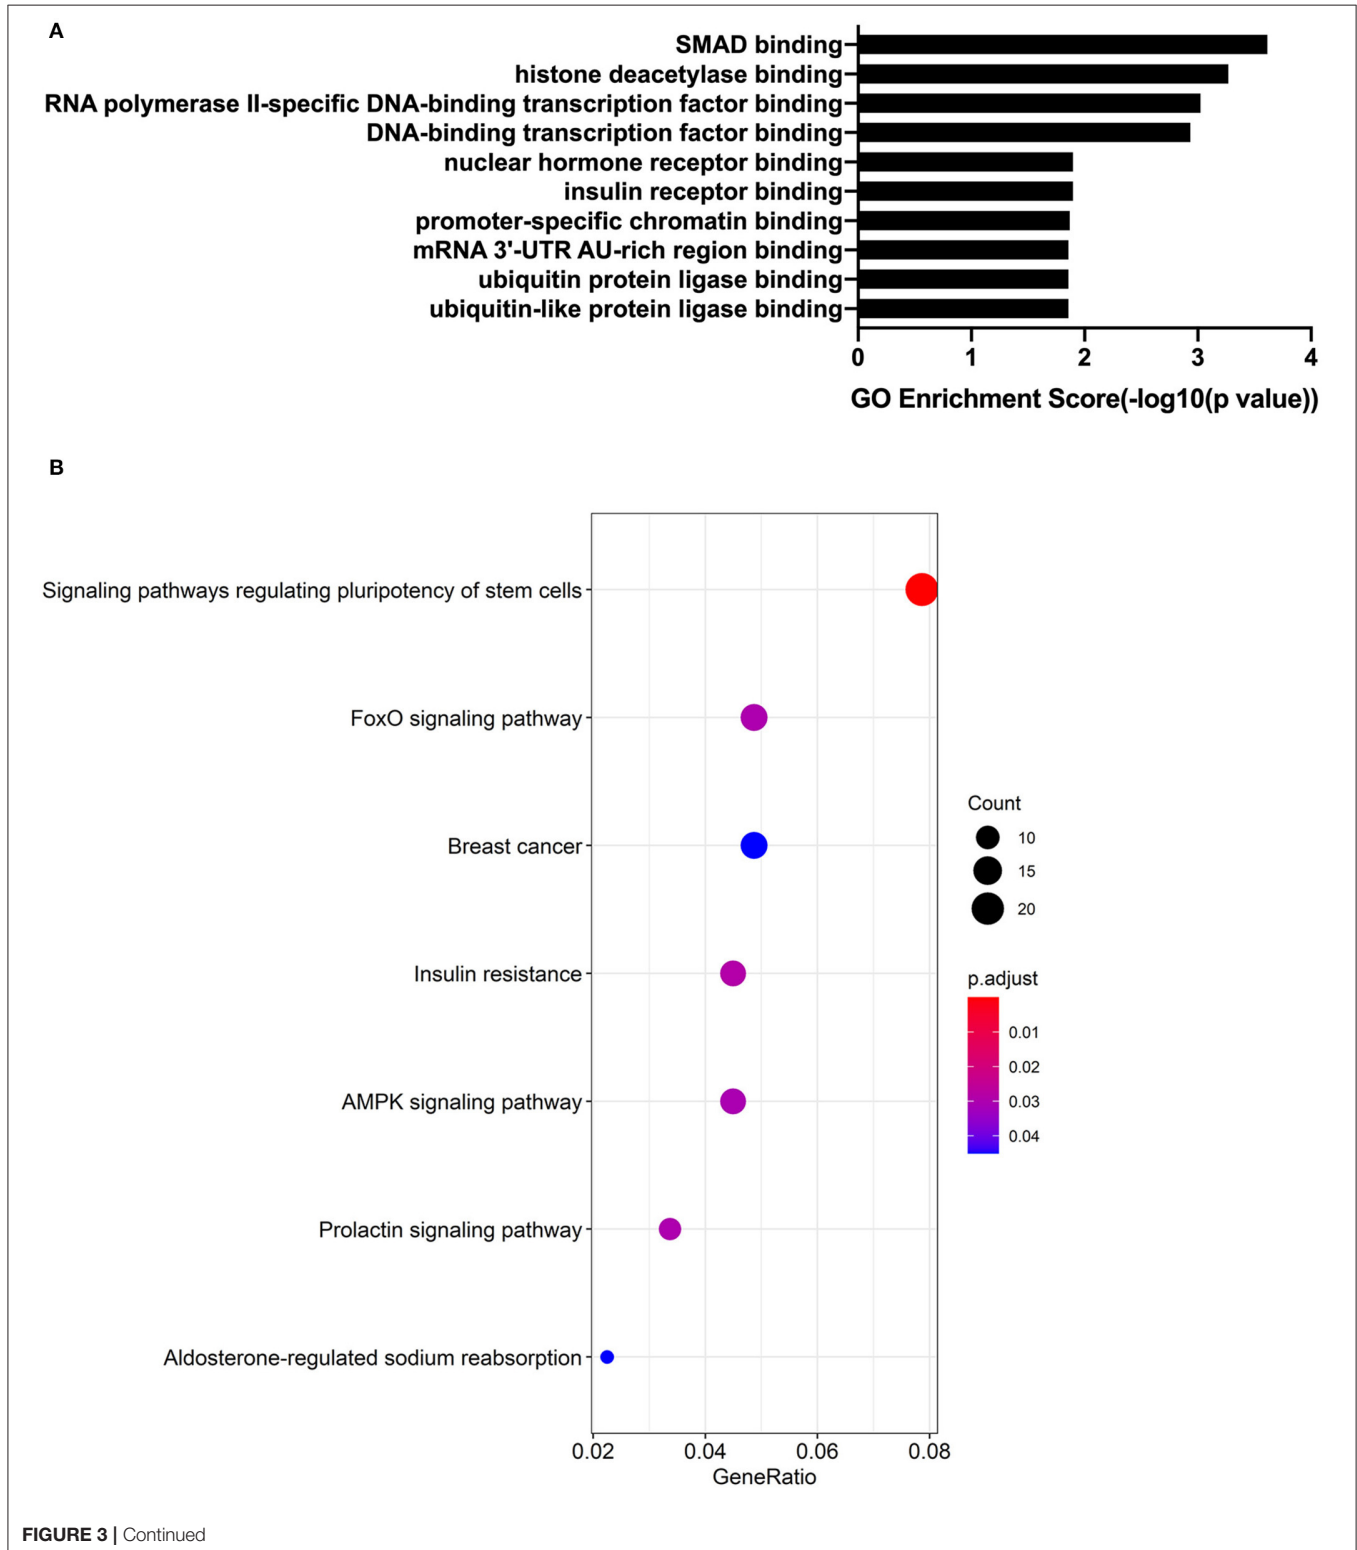 A
SMAD binding
histone deacetylase binding
RNA polymerase II-specific DNA-binding transcription factor binding
DNA-binding transcription factor binding
nuclear hormone receptor binding
insulin receptor binding
promoter-specific chromatin binding
mRNA 3'-UTR AU-rich region binding
ubiquitin protein ligase binding
ubiquitin-like protein ligase binding
0 1 2 3 4
GO Enrichment Score(-log10(p value))
B
Signaling pathways regulating pluripotency of stem cells
FoxO signaling pathway
Breast cancer
Insulin resistance
AMPK signaling pathway
Prolactin signaling pathway
Aldosterone-regulated sodium reabsorption
0.02 0.04 0.06 0.08
GeneRatio
Count
10
15
20
p.adjust
0.01
0.02
0.03
0.04
FIGURE 3 | Continued